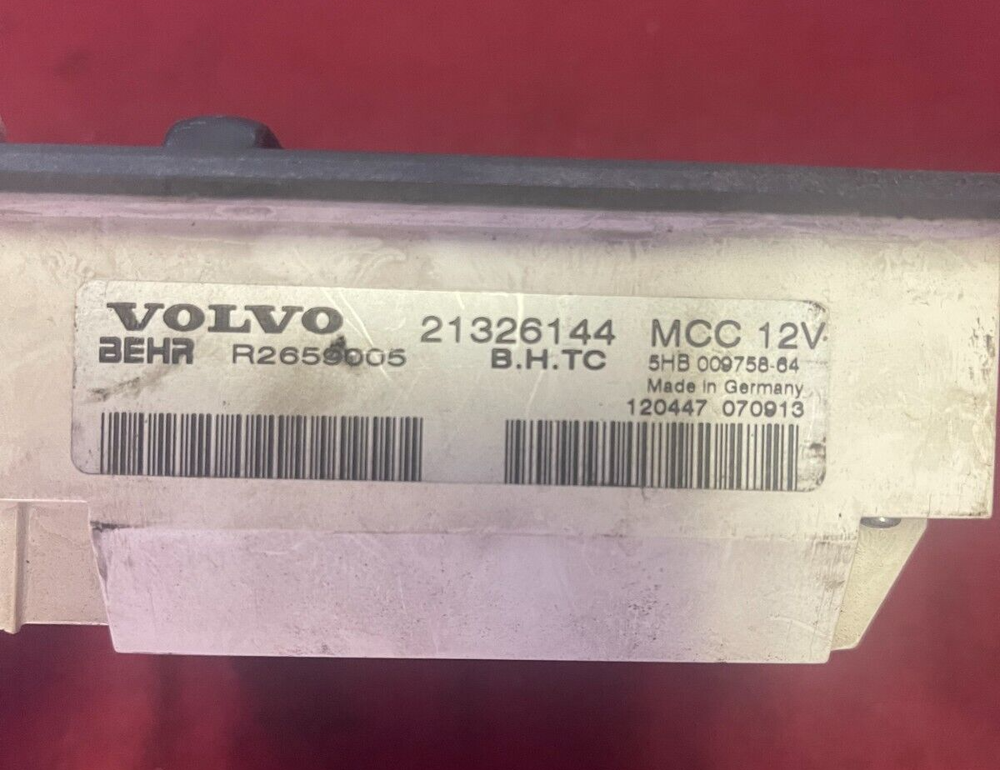 VOLVO 21326144 MCC 12V
BEHR R2659005 B.H.TC 5HB 009758-64
Made in Germany
120447 070913